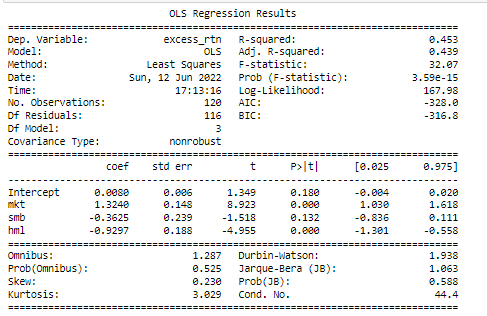 OLS Regression Results
==============================================================================
Dep. Variable: excess_rtn R-squared: 0.453
Model: OLS Adj. R-squared: 0.439
Method: Least Squares F-statistic: 32.07
Date: Sun, 12 Jun 2022 Prob (F-statistic): 3.59e-15
Time: 17:13:16 Log-Likelihood: 167.98
No. Observations: 120 AIC: -328.0
Df Residuals: 116 BIC: -316.8
Df Model: 3
Covariance Type: nonrobust
==============================================================================
coef std err t P>|t| [0.025 0.975]
------------------------------------------------------------------------------
Intercept 0.0080 0.006 1.349 0.180 -0.004 0.020
mkt 1.3240 0.148 8.923 0.000 1.030 1.618
smb -0.3625 0.239 -1.518 0.132 -0.836 0.111
hml -0.9297 0.188 -4.955 0.000 -1.301 -0.558
==============================================================================
Omnibus: 1.287 Durbin-Watson: 1.938
Prob(Omnibus): 0.525 Jarque-Bera (JB): 1.063
Skew: 0.230 Prob(JB): 0.588
Kurtosis: 3.029 Cond. No. 44.4
==============================================================================